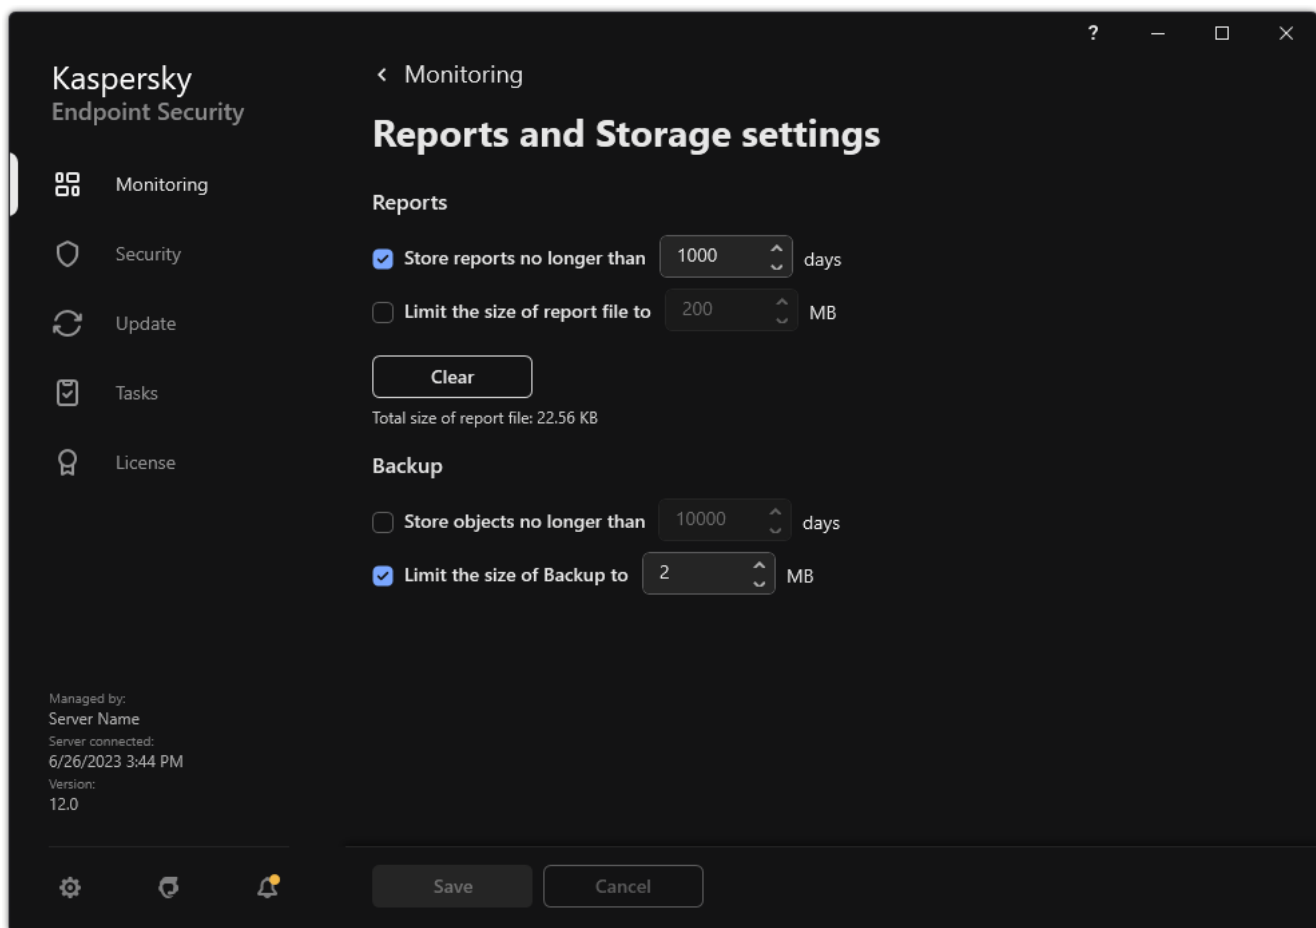 ?
Kaspersky
Endpoint Security
Monitoring
Security
Update
Tasks
License
Managed by:
Server Name
Server connected:
6/26/2023 3:44 PM
Version:
12.0
Monitoring
Reports and Storage settings
Reports
Store reports no longer than 1000 days
Limit the size of report file to 200 MB
Clear
Total size of report file: 22.56 KB
Backup
Store objects no longer than 10000 days
Limit the size of Backup to 2 MB
Save Cancel